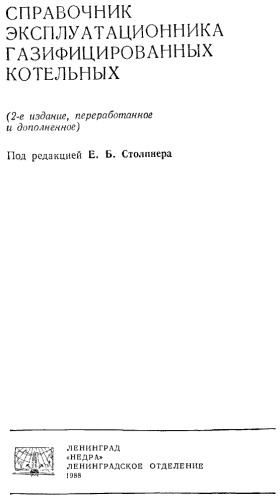 СПРАВОЧНИК
ЭКСПЛУАТАЦИОННИКА
ГАЗИФИЦИРОВАННЫХ
КОТЕЛЬНЫХ
(2-е издание, переработанное
и дополненное)
Под редакцией Е. Б. Столпнера
ЛЕНИНГРАД
«НЕДРА»
ЛЕНИНГРАДСКОЕ ОТДЕЛЕНИЕ
1988